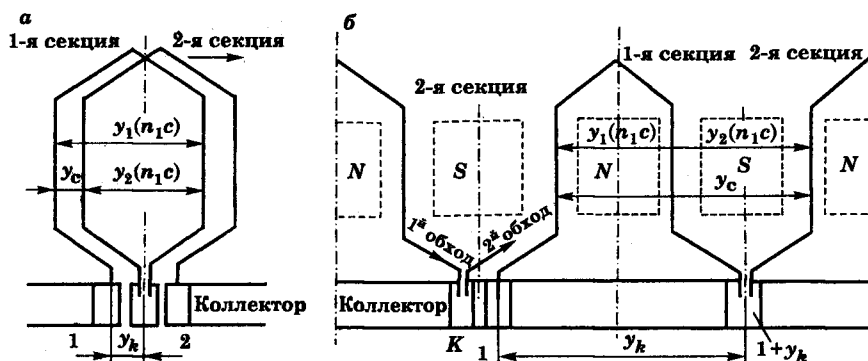 а
1-я секция
2-я секция
y₁(n₁c)
yc
y₂(n₁c)
Коллектор
1
yk
2
б
1-я секция
2-я секция
2-я секция
y₁(n₁c)
y₂(n₁c)
N
S
N
S
N
yc
1й обход
2й обход
Коллектор
K
1
yk
1+yk